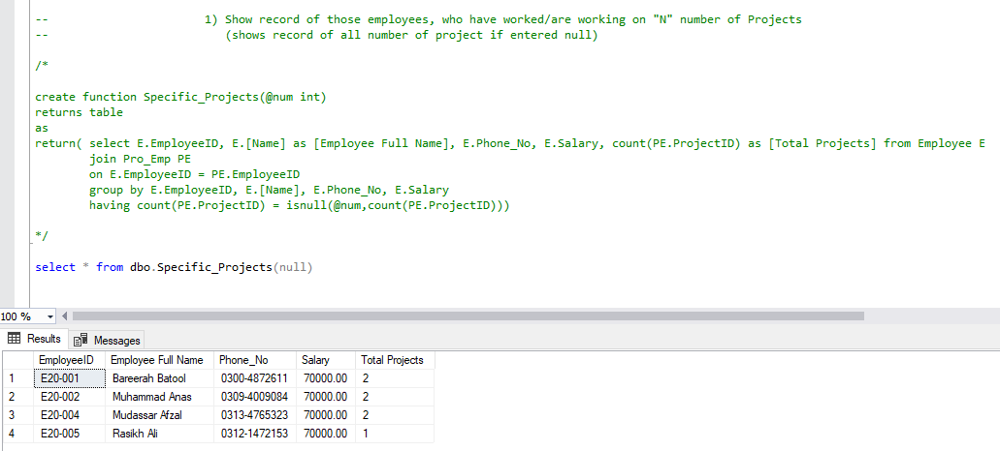 --                       1) Show record of those employees, who have worked/are working on "N" number of Projects
--                          (shows record of all number of project if entered null)
/*
create function Specific_Projects(@num int)
returns table
as
return( select E.EmployeeID, E.[Name] as [Employee Full Name], E.Phone_No, E.Salary, count(PE.ProjectID) as [Total Projects] from Employee E
        join Pro_Emp PE
        on E.EmployeeID = PE.EmployeeID
        group by E.EmployeeID, E.[Name], E.Phone_No, E.Salary
        having count(PE.ProjectID) = isnull(@num,count(PE.ProjectID)))
*/
select * from dbo.Specific_Projects(null)
100 %
Results Messages
EmployeeID Employee Full Name Phone_No Salary Total Projects
1 E20-001 Bareerah Batool 0300-4872611 70000.00 2
2 E20-002 Muhammad Anas 0309-4009084 70000.00 2
3 E20-004 Mudassar Afzal 0313-4765323 70000.00 2
4 E20-005 Rasikh Ali 0312-1472153 70000.00 1